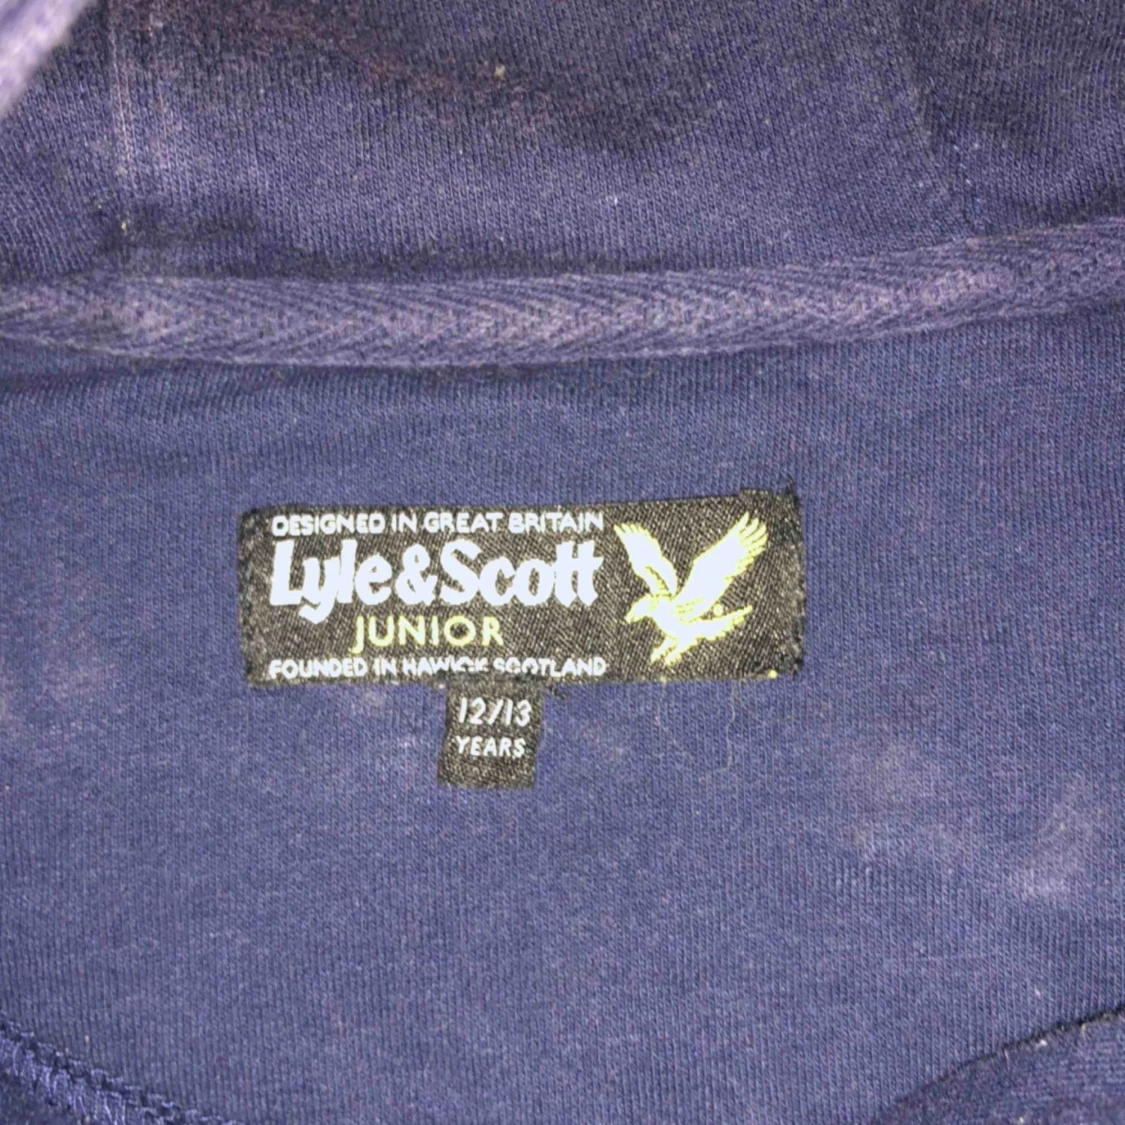 DESIGNED IN GREAT BRITAIN
Lyle&Scott
JUNIOR
FOUNDED IN HAWICK SCOTLAND
12/13
YEARS